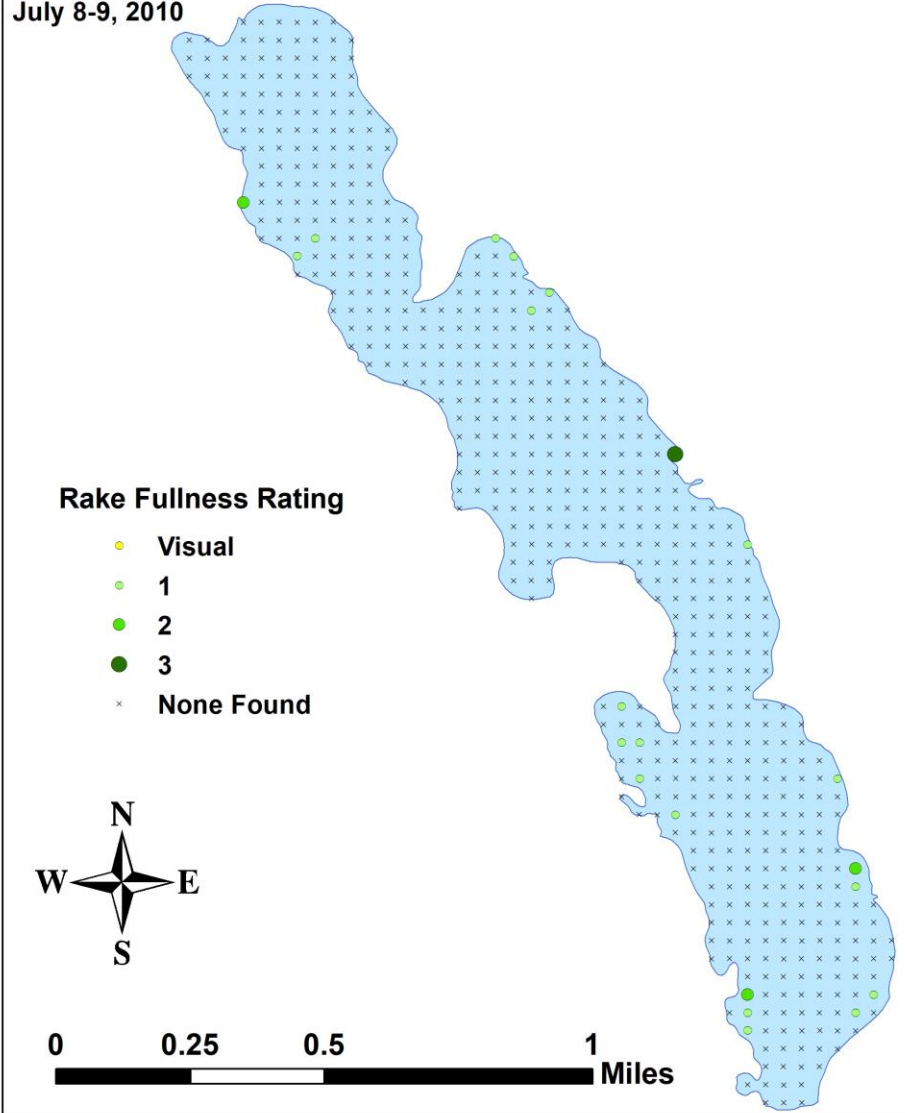 July 8-9, 2010
Rake Fullness Rating
Visual
1
2
3
None Found
N
W E
S
0 0.25 0.5 1
Miles